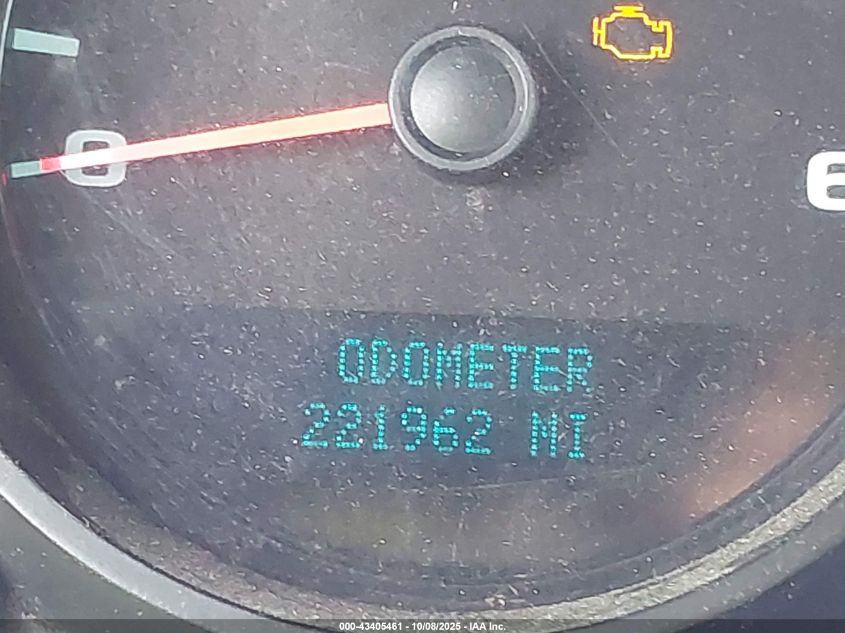 0
6
ODOMETER
221962 MI
000-43405461 - 10/08/2025 - IAA Inc.